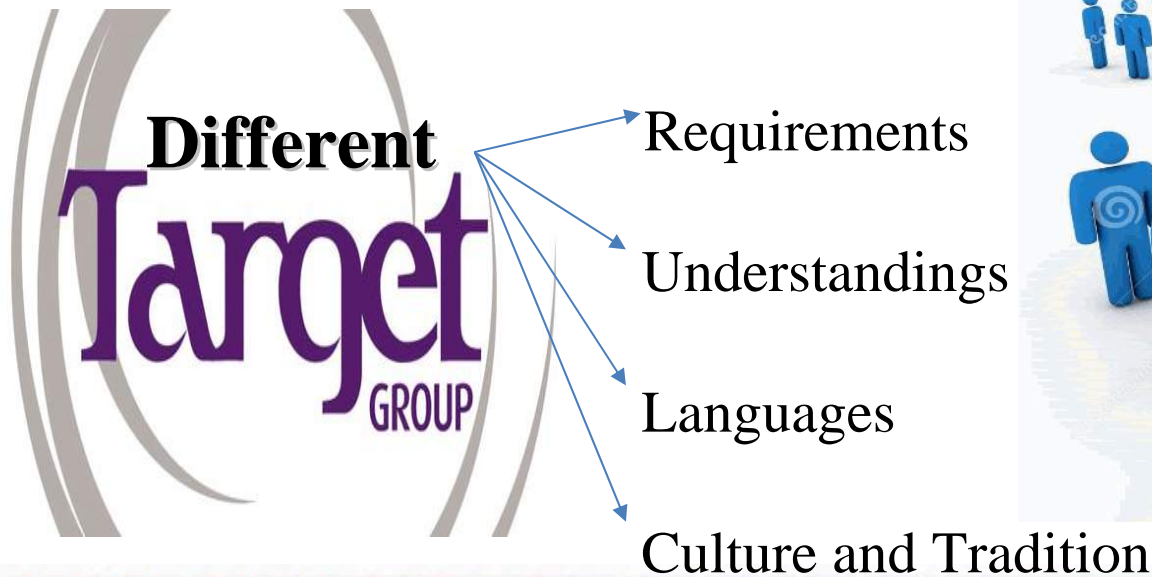 Different
Target
GROUP
Requirements
Understandings
Languages
Culture and Tradition